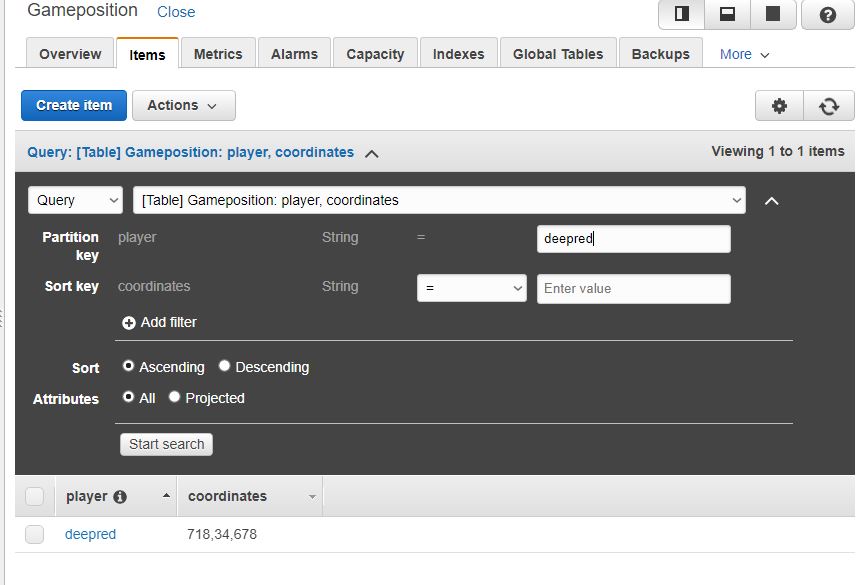 Gameposition Close
Overview Items Metrics Alarms Capacity Indexes Global Tables Backups More
Create item Actions
Query: [Table] Gameposition: player, coordinates Viewing 1 to 1 items
Query [Table] Gameposition: player, coordinates
Partition key player String = deepred
Sort key coordinates String = Enter value
Add filter
Sort Ascending Descending
Attributes All Projected
Start search
player coordinates
deepred 718,34,678